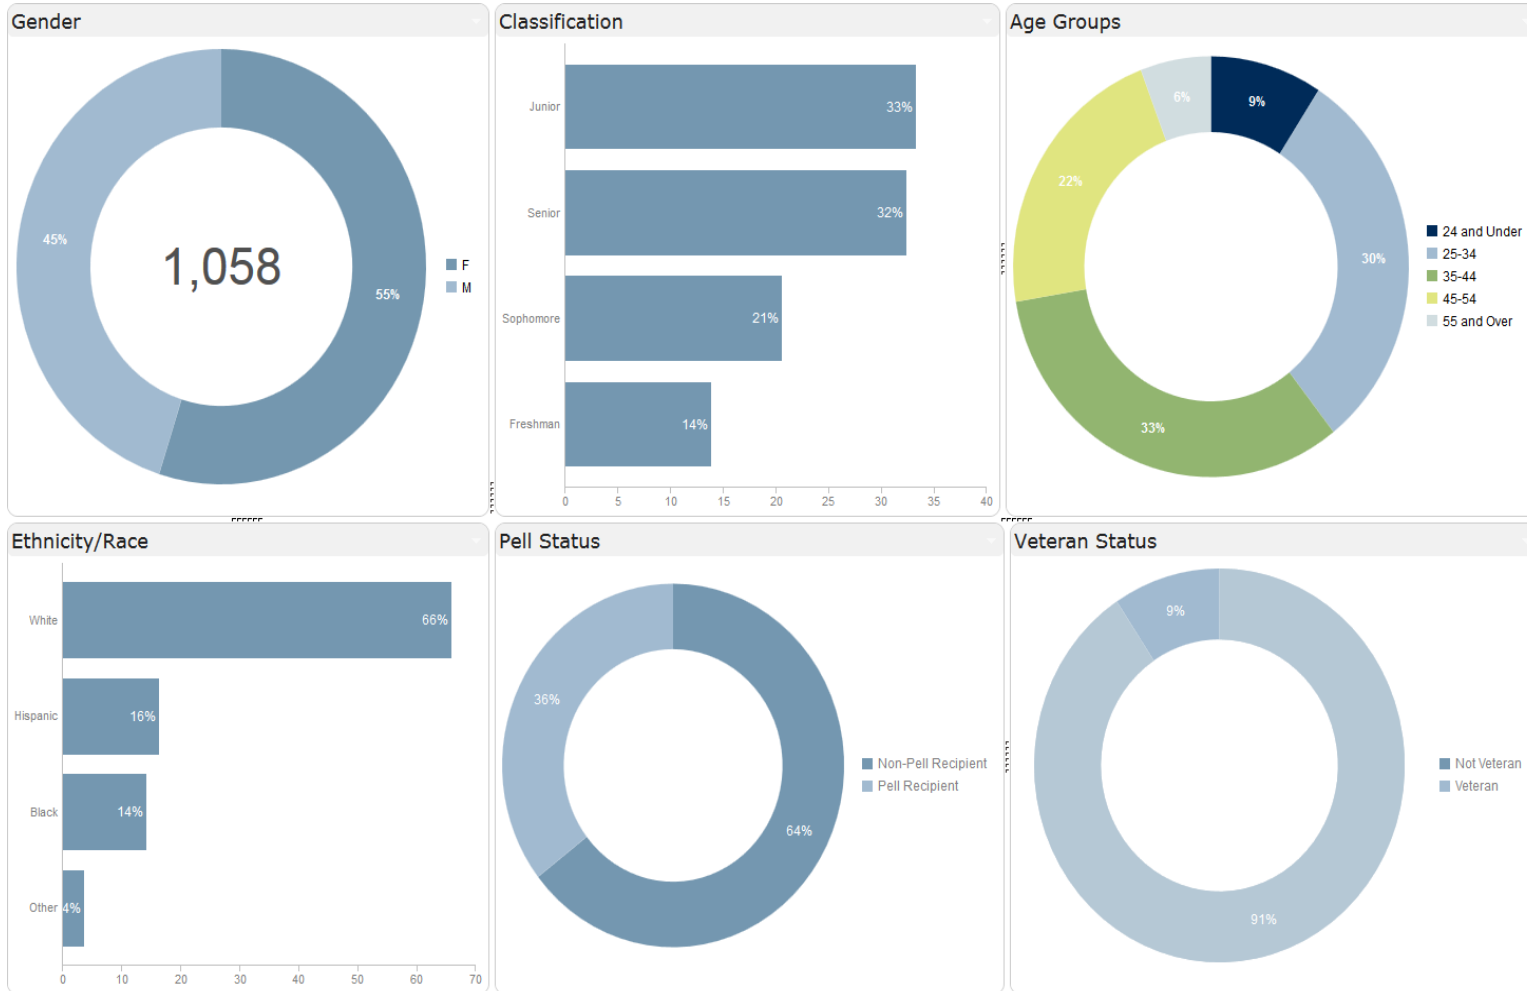 Gender
45%
1,058
55%
F
M
Classification
Junior
33%
Senior
32%
Sophomore
21%
Freshman
14%
0 5 10 15 20 25 30 35 40
Age Groups
6%
9%
22%
30%
33%
24 and Under
25-34
35-44
45-54
55 and Over
Ethnicity/Race
White
66%
Hispanic
16%
Black
14%
Other
4%
0 10 20 30 40 50 60 70
Pell Status
36%
64%
Non-Pell Recipient
Pell Recipient
Veteran Status
9%
91%
Not Veteran
Veteran